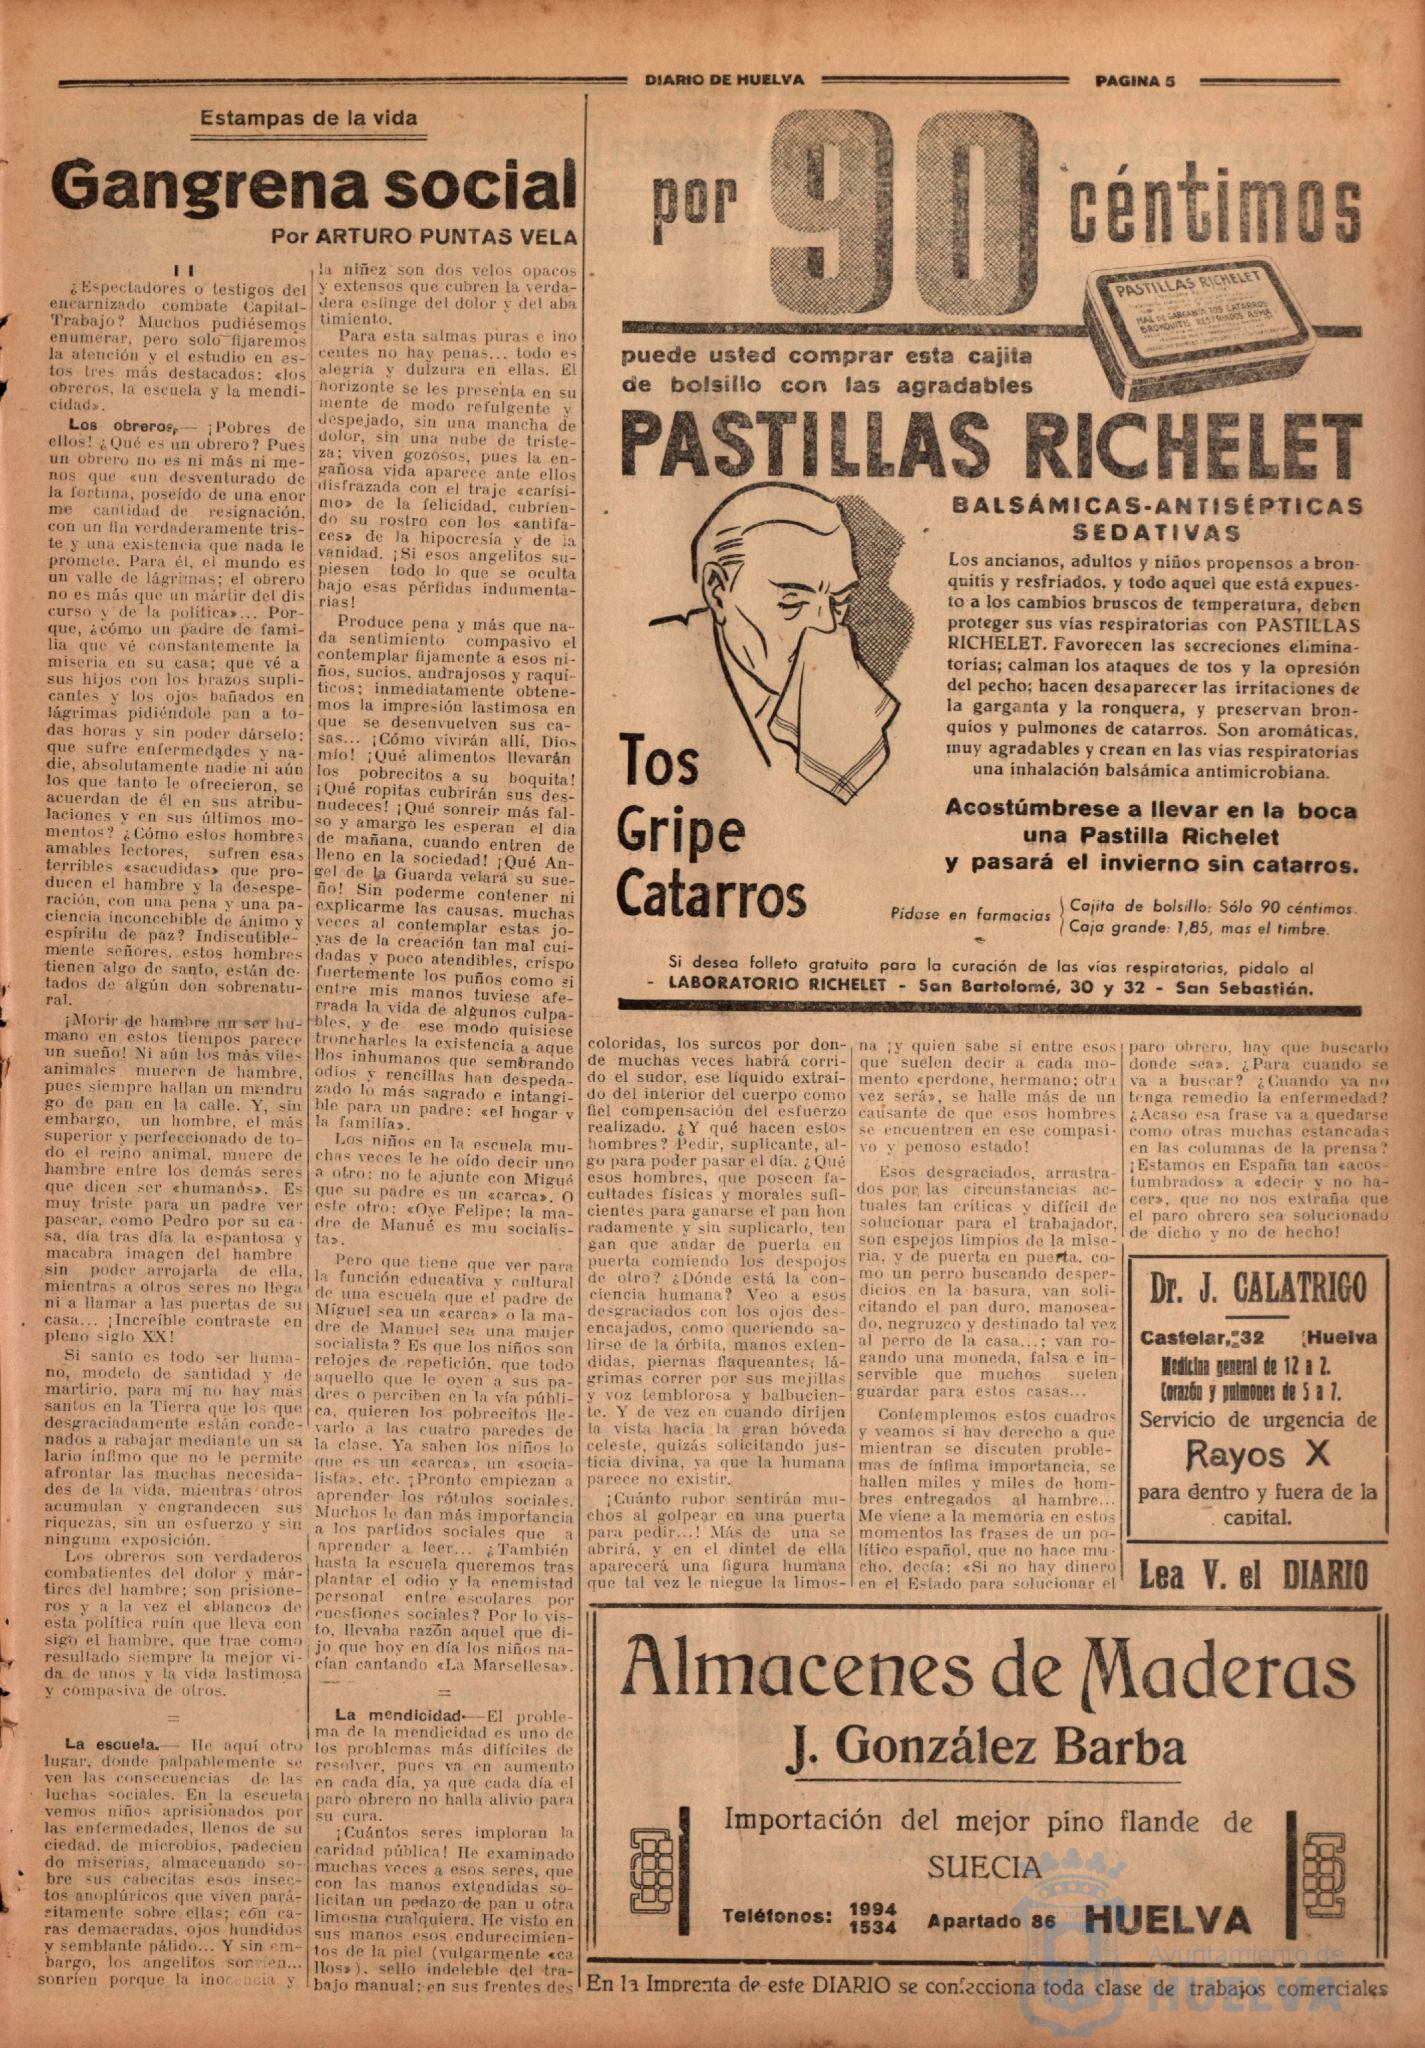 DIARIO DE HUELVA
PAGINA 5
Estampas de la vida
Gangrena social
Por ARTURO PUNTAS VELA
II
¿Espectadores o testigos del
encarnizado combate Capital-
Trabajo? Muchos pudiésemos
enumerar, pero solo fijaremos
la atención y el estudio en es-
tos tres más destacados: «los
obreros, la escuela y la mendi-
cidad».
Los obreros,— ¡Pobres de
ellos! ¿Qué es un obrero? Pues
un obrero no es ni más ni me-
nos que «un desventurado de
la fortuna, poseído de una enor
me cantidad de resignación,
con un fin verdaderamente tris-
te y una existencia que nada le
promete. Para él, el mundo es
un valle de lágrimas; el obrero
no es más que un mártir del dis
curso y de la política»... Por-
que, ¿cómo un padre de fami-
lia que vé constantemente la
miseria en su casa; que vé a
sus hijos con los brazos supli-
cantes y los ojos bañados en
lágrimas pidiéndole pan a to-
das horas y sin poder dárselo;
que sufre enfermedades y na-
die, absolutamente nadie ni aún
los que tanto le ofrecieron, se
acuerdan de él en sus atribu-
laciones y en sus últimos mo-
mentos? ¿Cómo estos hombres
amables lectores, sufren esas
terribles «sacudidas» que pro-
ducen el hambre y la desespe-
ración, con una pena y una pa-
ciencia inconcebible de ánimo y
espíritu de paz? Indiscutible-
mente señores, estos hombres
tienen algo de santo, están do-
tados de algún don sobrenatu-
ral.
¡Morir de hambre un ser hu-
mano en estos tiempos parece
un sueño! Ni aún los más viles
animales mueren de hambre,
pues siempre hallan un mendru
go de pan en la calle. Y, sin
embargo, un hombre, el más
superior y perfeccionado de to-
do el reino animal, muere de
hambre entre los demás seres
que dicen ser «humanos». Es
muy triste para un padre ver
pasear, como Pedro por su ca-
sa, día tras día la espantosa y
macabra imagen del hambre
sin poder arrojarla de ella,
mientras a otros seres no llega
ni a llamar a las puertas de su
casa... ¡Increíble contraste en
pleno siglo XX!
Si santo es todo ser huma-
no, modelo de santidad y de
martirio, para mí no hay más
santos en la Tierra que los que
desgraciadamente están conde-
nados a rabajar mediante un sa
lario ínfimo que no le permite
afrontar las muchas necesida-
des de la vida, mientras otros
acumulan y engrandecen sus
riquezas, sin un esfuerzo y sin
ninguna exposición.
Los obreros son verdaderos
combatientes del dolor y már-
tires del hambre; son prisione-
ros y a la vez el «blanco» de
esta política ruín que lleva con
sigo el hambre, que trae como
resultado siempre la mejor vi-
da de unos y la vida lastimosa
y compasiva de otros.
=
La escuela.— He aquí otro
lugar, donde palpablemente se
ven las consecuencias de las
luchas sociales. En la escuela
vemos niños aprisionados por
las enfermedades, llenos de su
ciedad, de microbios, padecien
do miserias, almacenando so-
bre sus cabecitas esos insec-
tos anoplúricos que viven pará-
sitamente sobre ellas; con ca-
ras demacradas, ojos hundidos
y semblante pálido... Y sin em-
bargo, los angelitos sonríen...
sonríen porque la inocencia y
la niñez son dos velos opacos
y extensos que cubren la verda-
dera esfinge del dolor y del aba
timiento.
Para esta salmas puras e ino
centes no hay penas... todo es
alegría y dulzura en ellas. El
horizonte se les presenta en su
mente de modo refulgente y
despejado, sin una mancha de
dolor, sin una nube de triste-
za; viven gozosos, pues la en-
gañosa vida aparece ante ellos
disfrazada con el traje «carísi-
mo» de la felicidad, cubrien-
do su rostro con los «antifa-
ces» de la hipocresía y de la
vanidad. ¡Si esos angelitos su-
piesen todo lo que se oculta
bajo esas pérfidas indumenta-
rias!
Produce pena y más que na-
da sentimiento compasivo el
contemplar fijamente a esos ni-
ños, sucios, andrajosos y raquí-
ticos; inmediatamente obtene-
mos la impresión lastimosa en
que se desenvuelven sus ca-
sas... ¡Cómo vivirán allí, Dios
mío! ¡Qué alimentos llevarán
los pobrecitos a su boquita!
¡Qué ropitas cubrirán sus des-
nudeces! ¡Qué sonreir más fal-
so y amargo les esperan el día
de mañana, cuando entren de
lleno en la sociedad! ¡Qué An-
gel de la Guarda velará su sue-
ño! Sin poderme contener ni
explicarme las causas, muchas
veces al contemplar estas jo-
yas de la creación tan mal cui-
dadas y poco atendibles, crispo
fuertemente los puños como si
entre mis manos tuviese afe-
rrada la vida de algunos culpa-
bles, y de ese modo quisiese
troncharles la existencia a aque
llos inhumanos que sembrando
odios y rencillas han despeda-
zado lo más sagrado e intangi-
ble para un padre: «el hogar y
la familia».
Los niños en la escuela mu-
chas veces le he oído decir uno
a otro: no te ajunte con Migué
que su padre es un «carca». O
este otro: «Oye Felipe; la ma-
dre de Manué es mu socialis-
ta».
Pero que tiene que ver para
la función educativa y cultural
de una escuela que el padre de
Miguel sea un «carca» o la ma-
dre de Manuel sea una mujer
socialista? Es que los niños son
relojes de repetición, que todo
aquello que le oyen a sus pa-
dres o perciben en la vía públi-
ca, quieren los pobrecitos lle-
varlo a las cuatro paredes de
la clase. Ya saben los niños lo
que es un «carca», un «socia-
lista», etc. ¡Pronto empiezan a
aprender los rótulos sociales.
Muchos le dan más importancia
a los partidos sociales que a
aprender a leer... ¿También
hasta la escuela queremos tras
plantar el odio y la enemistad
personal entre escolares por
cuestiones sociales? Por lo vis-
to, llevaba razón aquel que di-
jo que hoy en día los niños na-
cían cantando «La Marsellesa».
=
La mendicidad.—El proble-
ma de la mendicidad es uno de
los problemas más difíciles de
resolver, pues va en aumento
en cada día, ya que cada día el
paro obrero no halla alivio para
su cura.
¡Cuántos seres imploran la
caridad pública! He examinado
muchas veces a esos seres, que
con las manos extendidas so-
licitan un pedazo de pan u otra
limosna cualquiera. He visto en
sus manos esos endurecimien-
tos de la piel (vulgarmente «ca
llos»), sello indeleble del tra-
bajo manual; en sus frentes des
por 90 céntimos
PASTILLAS RICHELET
MAL DE GARGANTA TOS CATARROS
BRONQUITIS RESFRIADOS ASMA
puede usted comprar esta cajita
de bolsillo con las agradables
PASTILLAS RICHELET
BALSÁMICAS-ANTISÉPTICAS
SEDATIVAS
Los ancianos, adultos y niños propensos a bron-
quitis y resfriados, y todo aquel que está expues-
to a los cambios bruscos de temperatura, deben
proteger sus vías respiratorias con PASTILLAS
RICHELET. Favorecen las secreciones elimina-
torias; calman los ataques de tos y la opresión
del pecho; hacen desaparecer las irritaciones de
la garganta y la ronquera, y preservan bron-
quios y pulmones de catarros. Son aromáticas,
muy agradables y crean en las vías respiratorias
una inhalación balsámica antimicrobiana.
Tos
Gripe
Catarros
Acostúmbrese a llevar en la boca
una Pastilla Richelet
y pasará el invierno sin catarros.
Pídase en farmacias
Cajita de bolsillo: Sólo 90 céntimos.
Caja grande: 1,85, mas el timbre.
Si desea folleto gratuito para la curación de las vías respiratorias, pidalo al
- LABORATORIO RICHELET - San Bartolomé, 30 y 32 - San Sebastián.
coloridas, los surcos por don-
de muchas veces habrá corri-
do el sudor, ese líquido extraí-
do del interior del cuerpo como
fiel compensación del esfuerzo
realizado. ¿Y qué hacen estos
hombres? Pedir, suplicante, al-
go para poder pasar el día. ¿Qué
esos hombres, que poseen fa-
cultades físicas y morales sufi-
cientes para ganarse el pan hon
radamente y sin suplicarlo, ten
gan que andar de puerta en
puerta comiendo los despojos
de otro? ¿Dónde está la con-
ciencia humana? Veo a esos
desgraciados con los ojos des-
encajados, como queriendo sa-
lirse de la órbita, manos exten-
didas, piernas flaqueantes; lá-
grimas correr por sus mejillas
y voz temblorosa y balbucien-
te. Y de vez en cuando dirijen
la vista hacia la gran bóveda
celeste, quizás solicitando jus-
ticia divina, ya que la humana
parece no existir.
¡Cuánto rubor sentirán mu-
chos al golpear en una puerta
para pedir...! Más de una se
abrirá, y en el dintel de ella
aparecerá una figura humana
que tal vez le niegue la limos-
na ¡y quien sabe si entre esos
que suelen decir a cada mo-
mento «perdone, hermano; otra
vez será», se halle más de un
causante de que esos hombres
se encuentren en ese compasi-
vo y penoso estado!
Esos desgraciados, arrastra-
dos por las circunstancias ac-
tuales tan críticas y difícil de
solucionar para el trabajador,
son espejos limpios de la mise-
ria, y de puerta en puerta, co-
mo un perro buscando desper-
dicios en la basura, van soli-
citando el pan duro, manosea-
do, negruzco y destinado tal vez
al perro de la casa...; van ro-
gando una moneda, falsa e in-
servible que muchos suelen
guardar para estos casos...
Contemplemos estos cuadros
y veamos si hay derecho a que
mientran se discuten proble-
mas de ínfima importancia, se
hallen miles y miles de hom-
bres entregados al hambre...
Me viene a la memoria en estos
momentos las frases de un po-
lítico español, que no hace mu-
cho, decía: «Si no hay dinero
en el Estado para solucionar el
paro obrero, hay que buscarlo
donde sea». ¿Para cuando se
va a buscar? ¿Cuando ya no
tenga remedio la enfermedad?
¿Acaso esa frase va a quedarse
como otras muchas estancadas
en las columnas de la prensa?
¡Estamos en España tan «acos-
tumbrados» a «decir y no ha-
cer», que no nos extraña que
el paro obrero sea solucionado
de dicho y no de hecho!
Dr. J. CALATRIGO
Castelar, 32 Huelva
Medicina general de 12 a 2.
Corazón y pulmones de 5 a 7.
Servicio de urgencia de
Rayos X
para dentro y fuera de la
capital.
Lea V. el DIARIO
Almacenes de Maderas
J. González Barba
Importación del mejor pino flande de
SUECIA
Teléfonos: 1994
1534
Apartado 86 HUELVA
En la Imprenta de este DIARIO se confecciona toda clase de trabajos comerciales
Ayuntamiento de
HUELVA